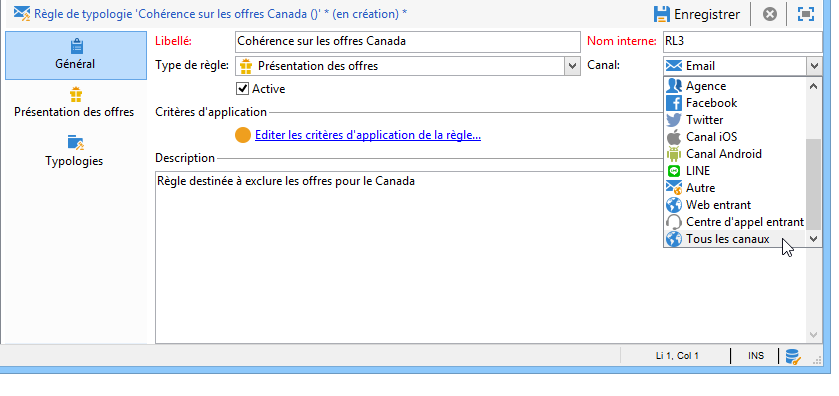 Règle de typologie 'Cohérence sur les offres Canada ()' * (en création) *
Enregistrer
Général
Présentation des offres
Typologies
Libellé: Cohérence sur les offres Canada Nom interne: RL3
Type de règle: Présentation des offres Canal: Email
Active
Critères d'application
Editer les critères d'application de la règle...
Description
Règle destinée à exclure les offres pour le Canada
Agence
Facebook
Twitter
Canal iOS
Canal Android
LINE
Autre
Web entrant
Centre d'appel entrant
Tous les canaux
Li 1, Col 1 INS